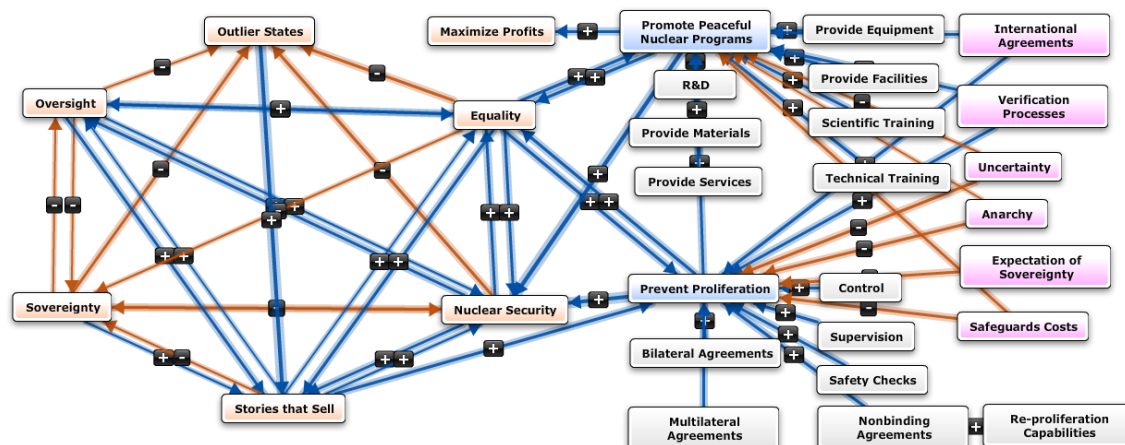 Outlier States
Maximize Profits
Promote Peaceful
Nuclear Programs
Provide Equipment
International
Agreements
R&D
Provide Facilities
Oversight
Equality
Verification
Processes
Scientific Training
Provide Materials
Uncertainty
Provide Services
Technical Training
Anarchy
Expectation of
Sovereignty
Sovereignty
Nuclear Security
Prevent Proliferation
Control
Safeguards Costs
Supervision
Bilateral Agreements
Safety Checks
Stories that Sell
Multilateral
Agreements
Nonbinding
Agreements
Re-proliferation
Capabilities